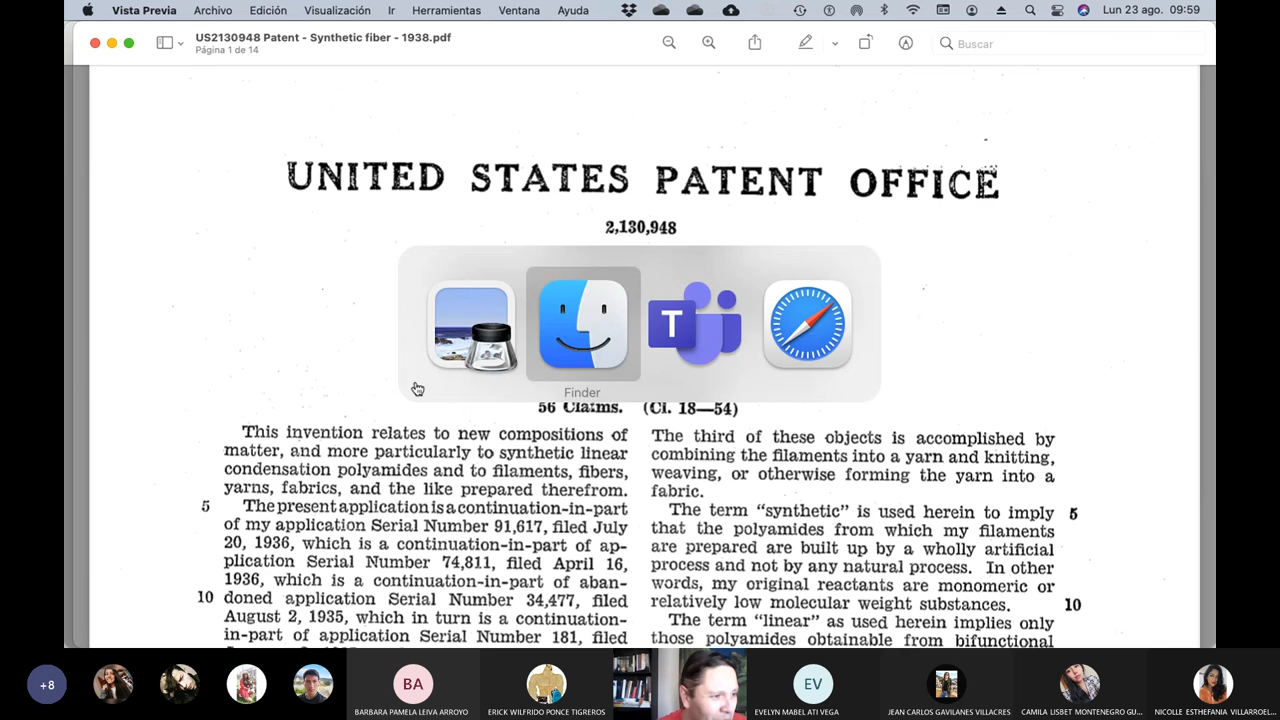 Vista Previa Archivo Edición Visualización Ir Herramientas Ventana Ayuda Lun 23 ago. 09:59
US2130948 Patent - Synthetic fiber - 1938.pdf
Página 1 de 14
Buscar
UNITED STATES PATENT OFFICE
2,130,948
T
Finder
56 Claims. (Cl. 18—54)
This invention relates to new compositions of
matter, and more particularly to synthetic linear
condensation polyamides and to filaments, fibers,
yarns, fabrics, and the like prepared therefrom.
5 The present application is a continuation-in-part
of my application Serial Number 91,617, filed July
20, 1936, which is a continuation-in-part of ap-
plication Serial Number 74,811, filed April 16,
1936, which is a continuation-in-part of aban-
10 doned application Serial Number 34,477, filed
August 2, 1935, which in turn is a continuation-
in-part of application Serial Number 181, filed
The third of these objects is accomplished by
combining the filaments into a yarn and knitting,
weaving, or otherwise forming the yarn into a
fabric.
The term “synthetic” is used herein to imply 5
that the polyamides from which my filaments
are prepared are built up by a wholly artificial
process and not by any natural process. In other
words, my original reactants are monomeric or
relatively low molecular weight substances. 10
The term “linear” as used herein implies only
those polyamides obtainable from bifunctional
+8
BA
EV
BARBARA PAMELA LEIVA ARROYO
ERICK WILFRIDO PONCE TIGREROS
EVELYN MABEL ATI VEGA
JEAN CARLOS GAVILANES VILLACRES
CAMILA LISBET MONTENEGRO GU...
NICOLLE ESTHEFANIA VILLARROEL...